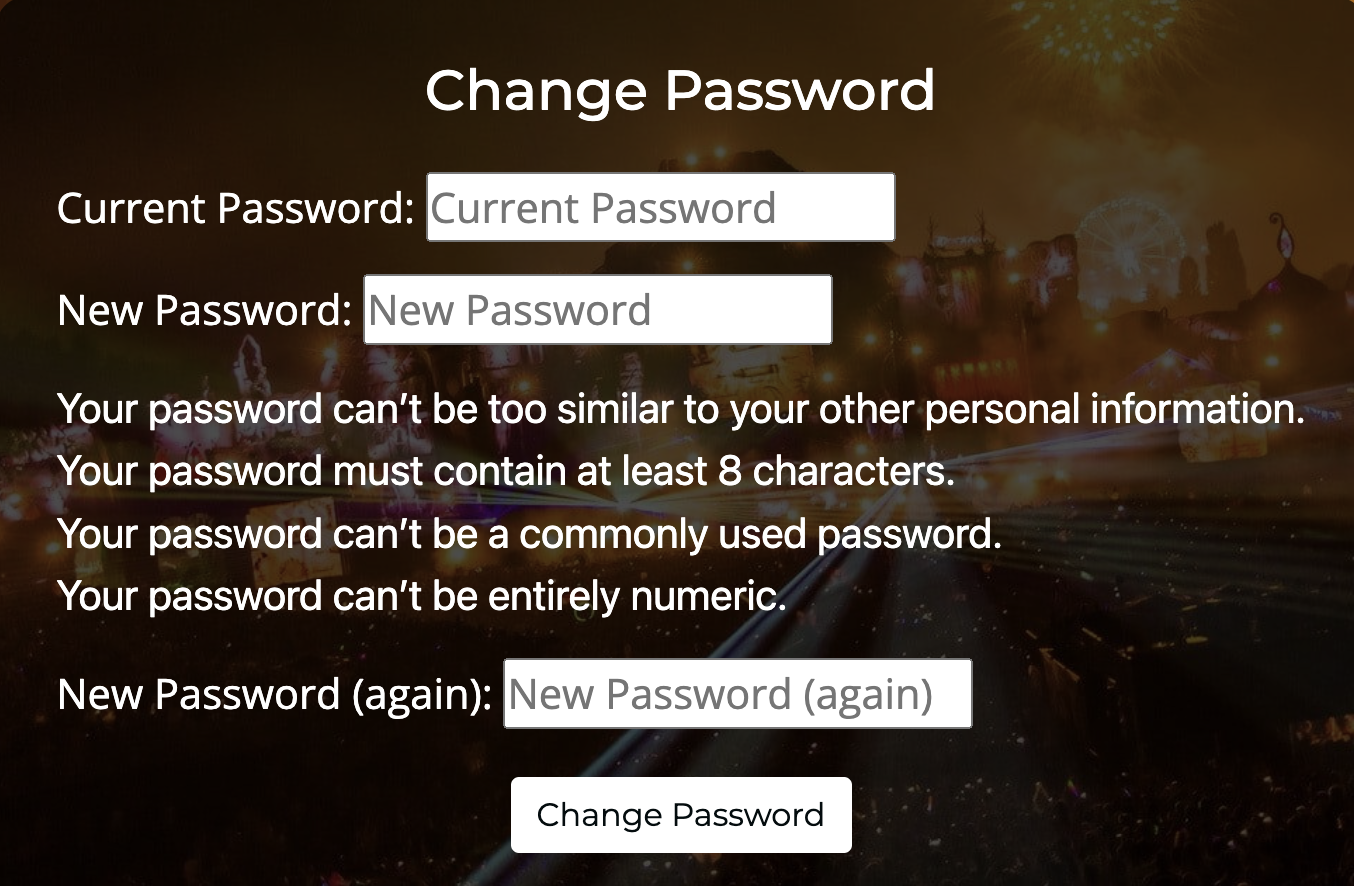 Change Password
Current Password: Current Password
New Password: New Password
Your password can’t be too similar to your other personal information.
Your password must contain at least 8 characters.
Your password can’t be a commonly used password.
Your password can’t be entirely numeric.
New Password (again): New Password (again)
Change Password